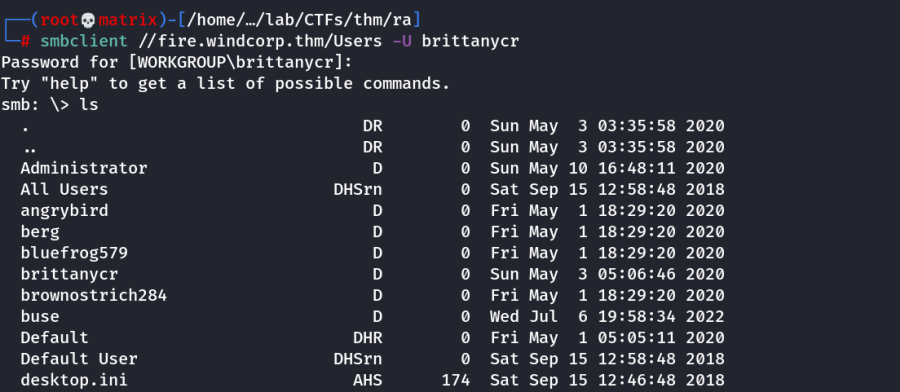 ┌──(root💀matrix)-[/home/…/lab/CTFs/thm/ra]
└─# smbclient //fire.windcorp.thm/Users -U brittanycr
Password for [WORKGROUP\brittanycr]:
Try "help" to get a list of possible commands.
smb: \> ls
. DR 0 Sun May 3 03:35:58 2020
.. DR 0 Sun May 3 03:35:58 2020
Administrator D 0 Sun May 10 16:48:11 2020
All Users DHSrn 0 Sat Sep 15 12:58:48 2018
angrybird D 0 Fri May 1 18:29:20 2020
berg D 0 Fri May 1 18:29:20 2020
bluefrog579 D 0 Fri May 1 18:29:20 2020
brittanycr D 0 Sun May 3 05:06:46 2020
brownostrich284 D 0 Fri May 1 18:29:20 2020
buse D 0 Wed Jul 6 19:58:34 2022
Default DHR 0 Fri May 1 05:05:11 2020
Default User DHSrn 0 Sat Sep 15 12:58:48 2018
desktop.ini AHS 174 Sat Sep 15 12:46:48 2018